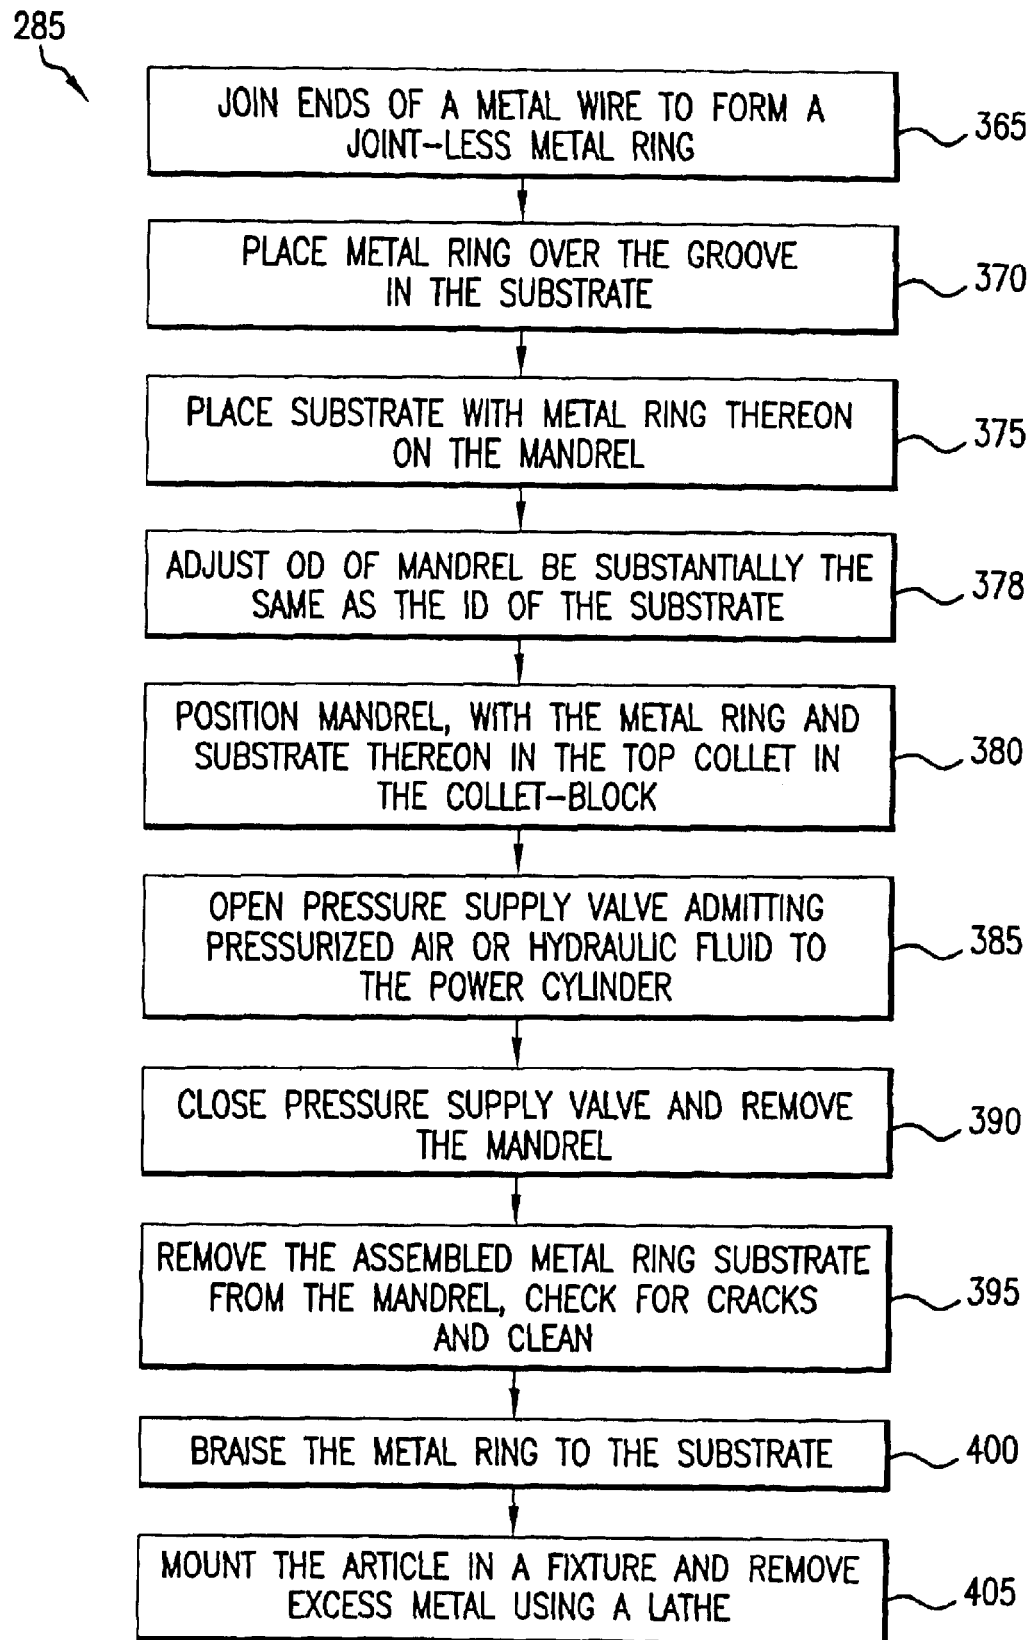 285
JOIN ENDS OF A METAL WIRE TO FORM A
JOINT-LESS METAL RING
365
PLACE METAL RING OVER THE GROOVE
IN THE SUBSTRATE
370
PLACE SUBSTRATE WITH METAL RING THEREON
ON THE MANDREL
375
ADJUST OD OF MANDREL BE SUBSTANTIALLY THE
SAME AS THE ID OF THE SUBSTRATE
378
POSITION MANDREL, WITH THE METAL RING AND
SUBSTRATE THEREON IN THE TOP COLLET IN
THE COLLET-BLOCK
380
OPEN PRESSURE SUPPLY VALVE ADMITTING
PRESSURIZED AIR OR HYDRAULIC FLUID TO
THE POWER CYLINDER
385
CLOSE PRESSURE SUPPLY VALVE AND REMOVE
THE MANDREL
390
REMOVE THE ASSEMBLED METAL RING SUBSTRATE
FROM THE MANDREL, CHECK FOR CRACKS
AND CLEAN
395
BRAISE THE METAL RING TO THE SUBSTRATE
400
MOUNT THE ARTICLE IN A FIXTURE AND REMOVE
EXCESS METAL USING A LATHE
405